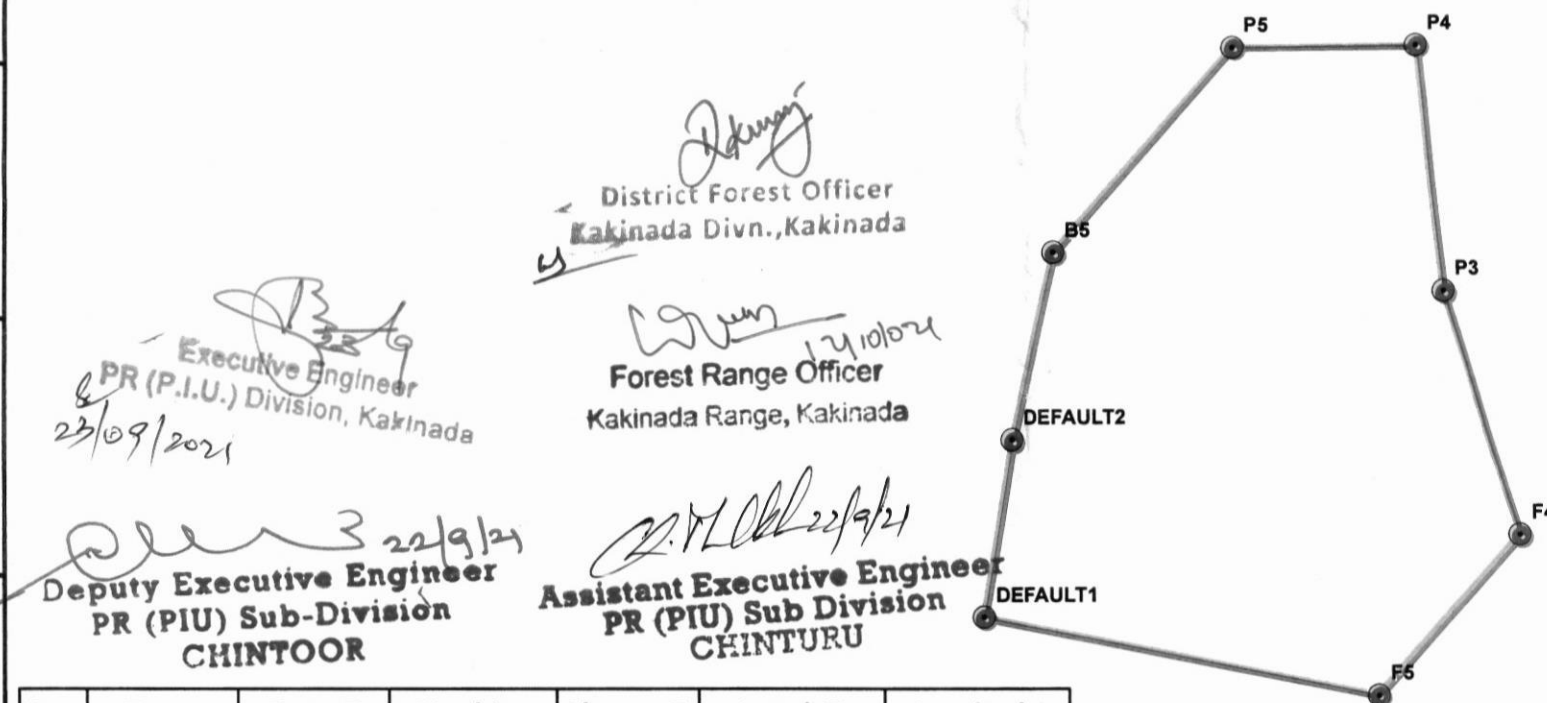 P5
P4
District Forest Officer
Kakinada Divn., Kakinada
B5
P3
Executive Engineer
PR (P.I.U.) Division, Kakinada
23/09/2021
Forest Range Officer
Kakinada Range, Kakinada
DEFAULT2
F4
22/9/21
Deputy Executive Engineer
PR (PIU) Sub-Division
CHINTOOR
22/9/21
Assistant Executive Engineer
PR (PIU) Sub Division
CHINTURU
DEFAULT1
F5